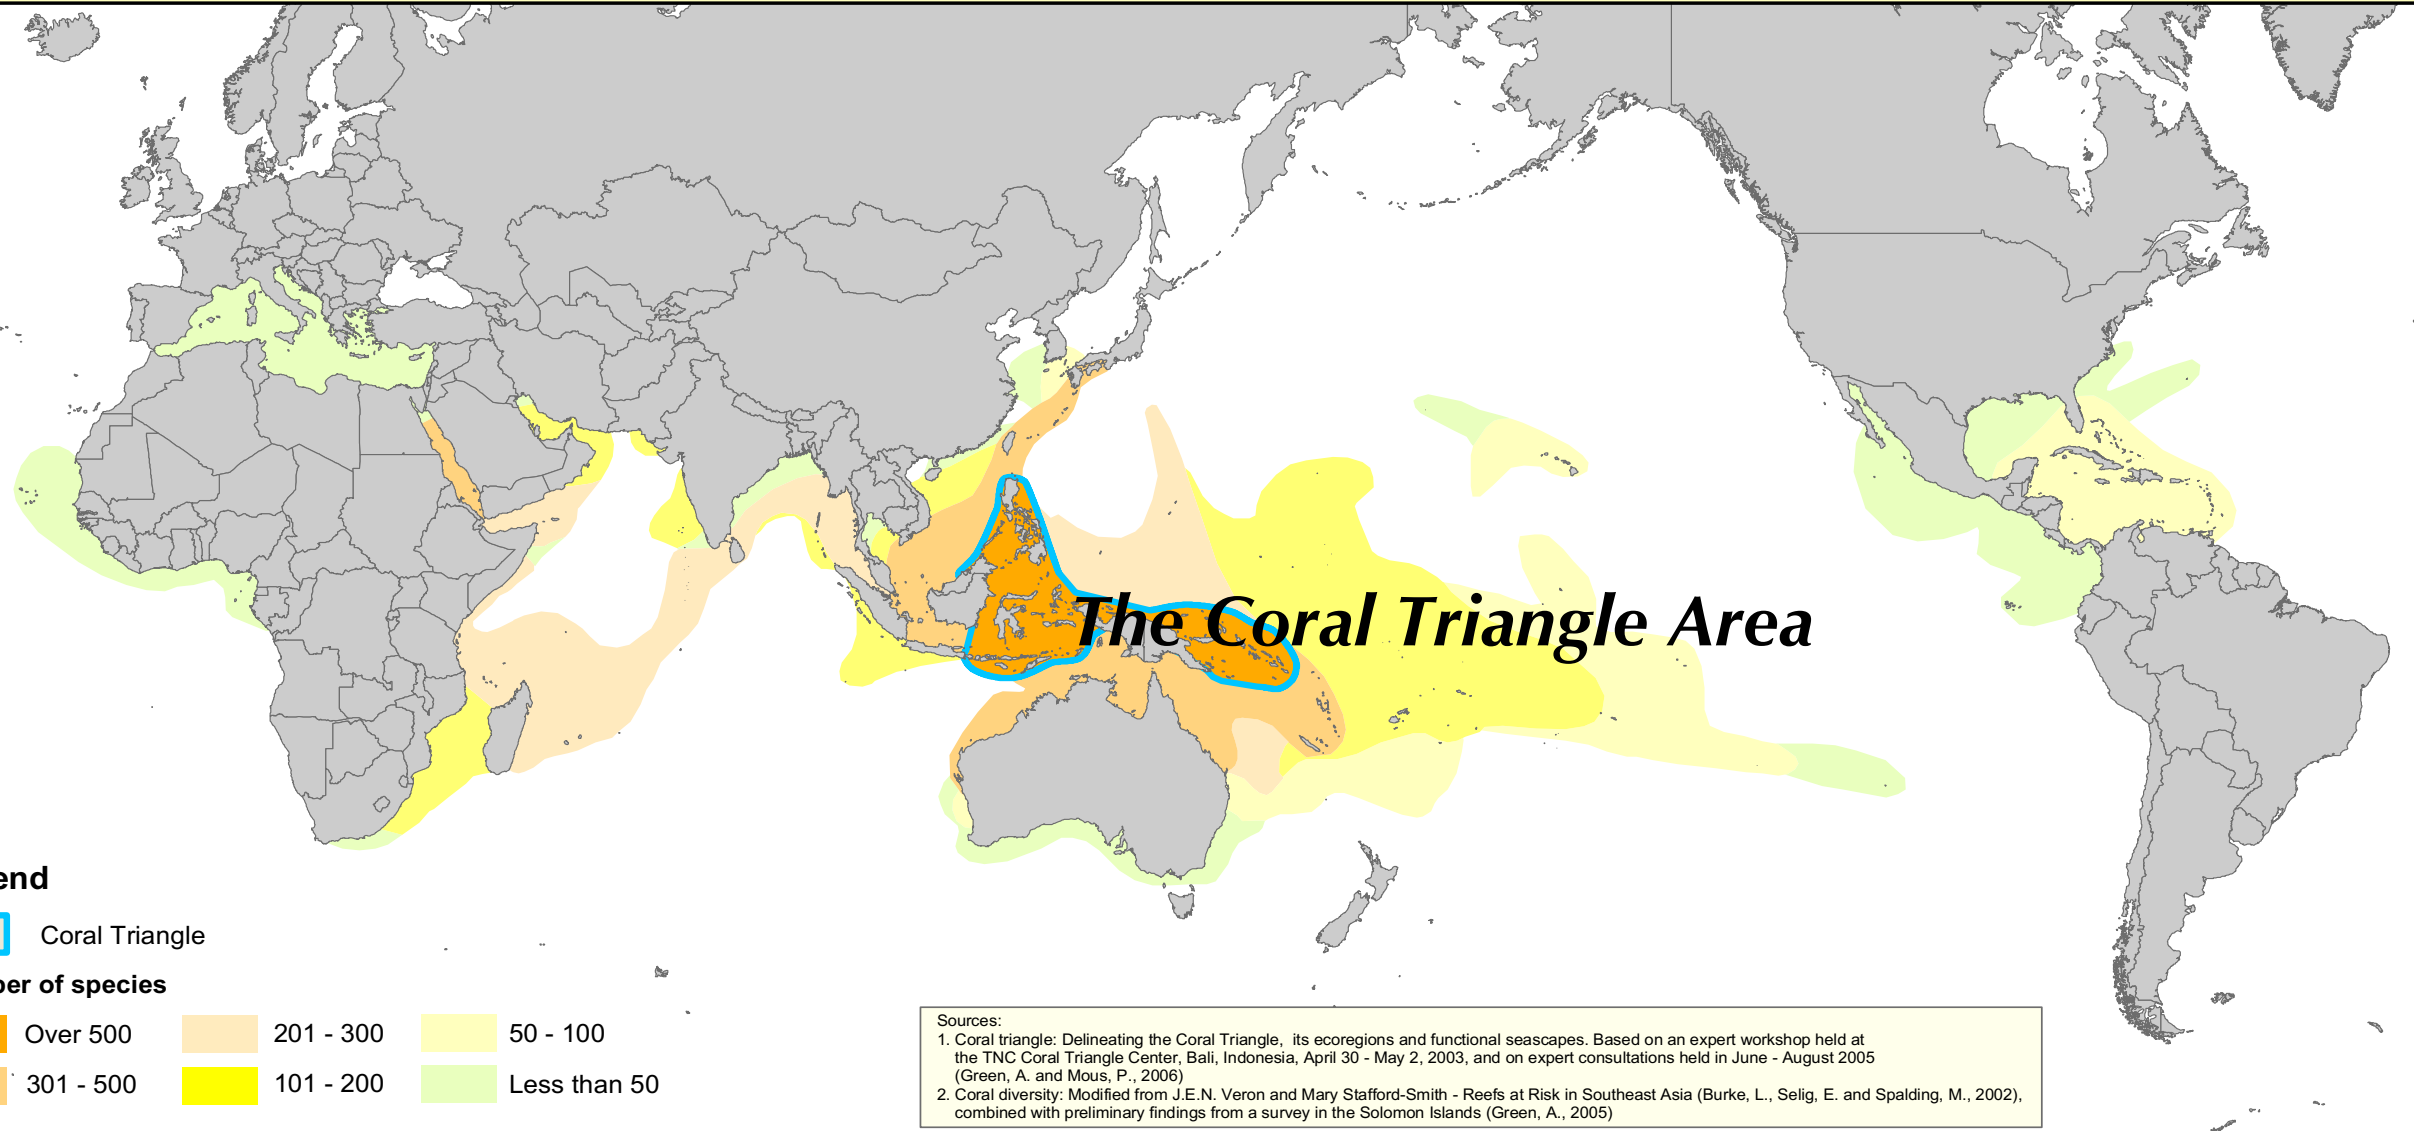 The Coral Triangle Area
end
Coral Triangle
ber of species
Over 500
201 - 300
50 - 100
301 - 500
101 - 200
Less than 50
Sources:
1. Coral triangle: Delineating the Coral Triangle, its ecoregions and functional seascapes. Based on an expert workshop held at
the TNC Coral Triangle Center, Bali, Indonesia, April 30 - May 2, 2003, and on expert consultations held in June - August 2005
(Green, A. and Mous, P., 2006)
2. Coral diversity: Modified from J.E.N. Veron and Mary Stafford-Smith - Reefs at Risk in Southeast Asia (Burke, L., Selig, E. and Spalding, M., 2002),
combined with preliminary findings from a survey in the Solomon Islands (Green, A., 2005)